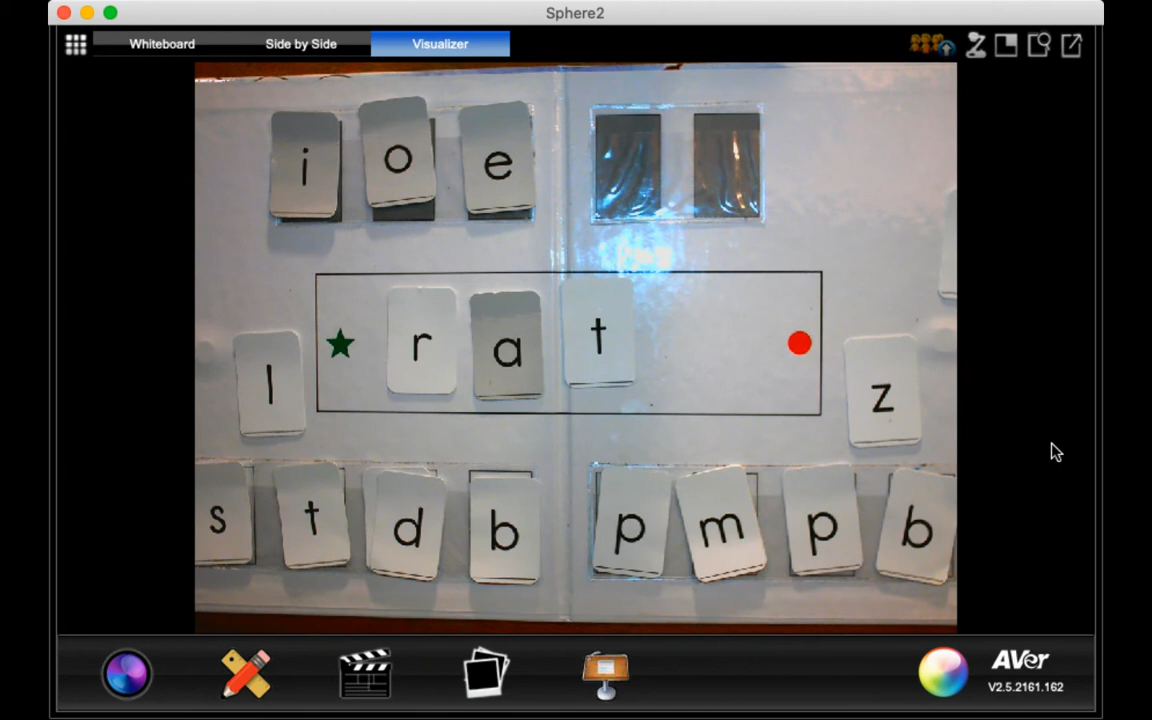 Sphere2
Whiteboard Side by Side Visualizer
i o e
r a t
l z
s t d b p m p b
AVer
V2.5.2161.162